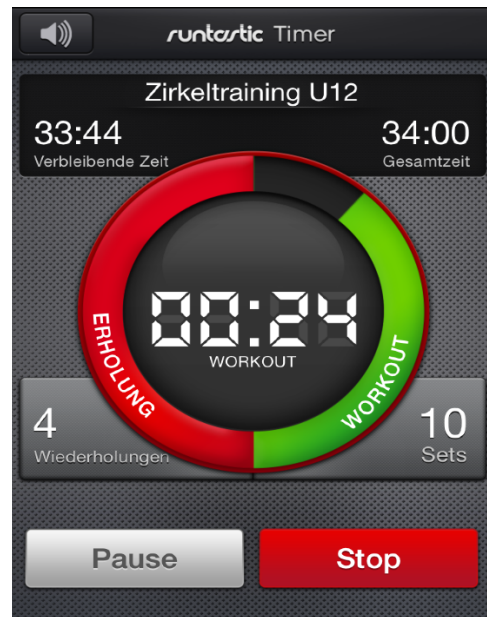 runtastic Timer
Zirkeltraining U12
33:44 34:00
Verbleibende Zeit Gesamtzeit
00:24
WORKOUT
ERHOLUNG WORKOUT
4 10
Wiederholungen Sets
Pause Stop